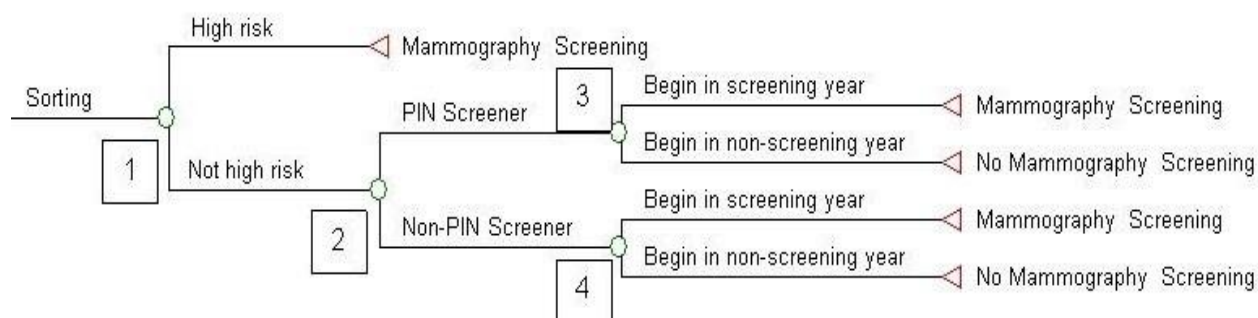 High risk
Mammography Screening
Sorting
1
Not high risk
2
PIN Screener
3
Begin in screening year
Mammography Screening
Begin in non-screening year
No Mammography Screening
Non-PIN Screener
4
Begin in screening year
Mammography Screening
Begin in non-screening year
No Mammography Screening